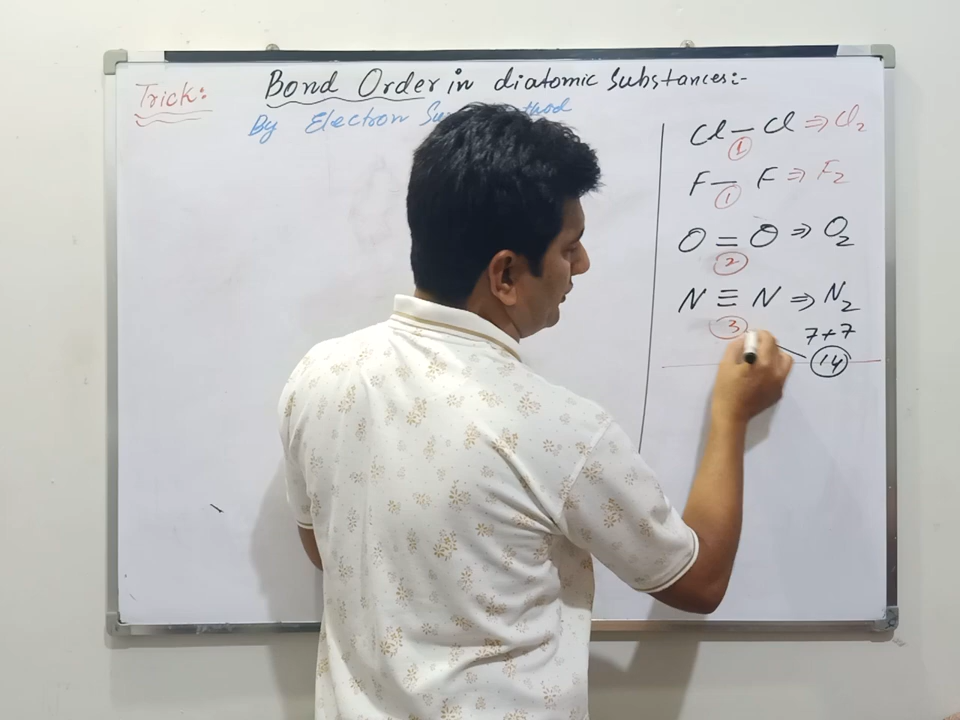 Trick:
Bond Order in diatomic Substances:-
By Electron
Cl — Cl ⇒ Cl2
1
F — F ⇒ F2
1
O = O ⇒ O2
2
N ≡ N ⇒ N2
3
7+7
14